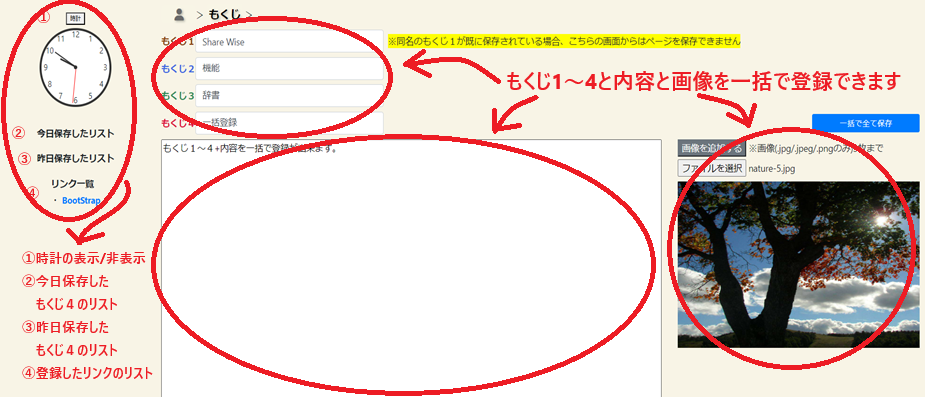 ① 時計
12
11 1
10 2
9 3
8 4
7 5
6
> もくじ >
もくじ1 Share Wise ※同名のもくじ１が既に保存されている場合、こちらの画面からはページを保存できません
もくじ2 機能
もくじ3 辞書
もくじ4 一括登録
もくじ1～4と内容と画像を一括で登録できます
一括で全て保存
② 今日保存したリスト
③ 昨日保存したリスト
④ リンク一覧
・ BootStrap
もくじ１～４+内容を一括で登録が出来ます。
画像を追加する ※画像(.jpg/.jpeg/.pngのみ)1枚まで
ファイルを選択 nature-5.jpg
①時計の表示/非表示
②今日保存した
もくじ４のリスト
③昨日保存した
もくじ４のリスト
④登録したリンクのリスト